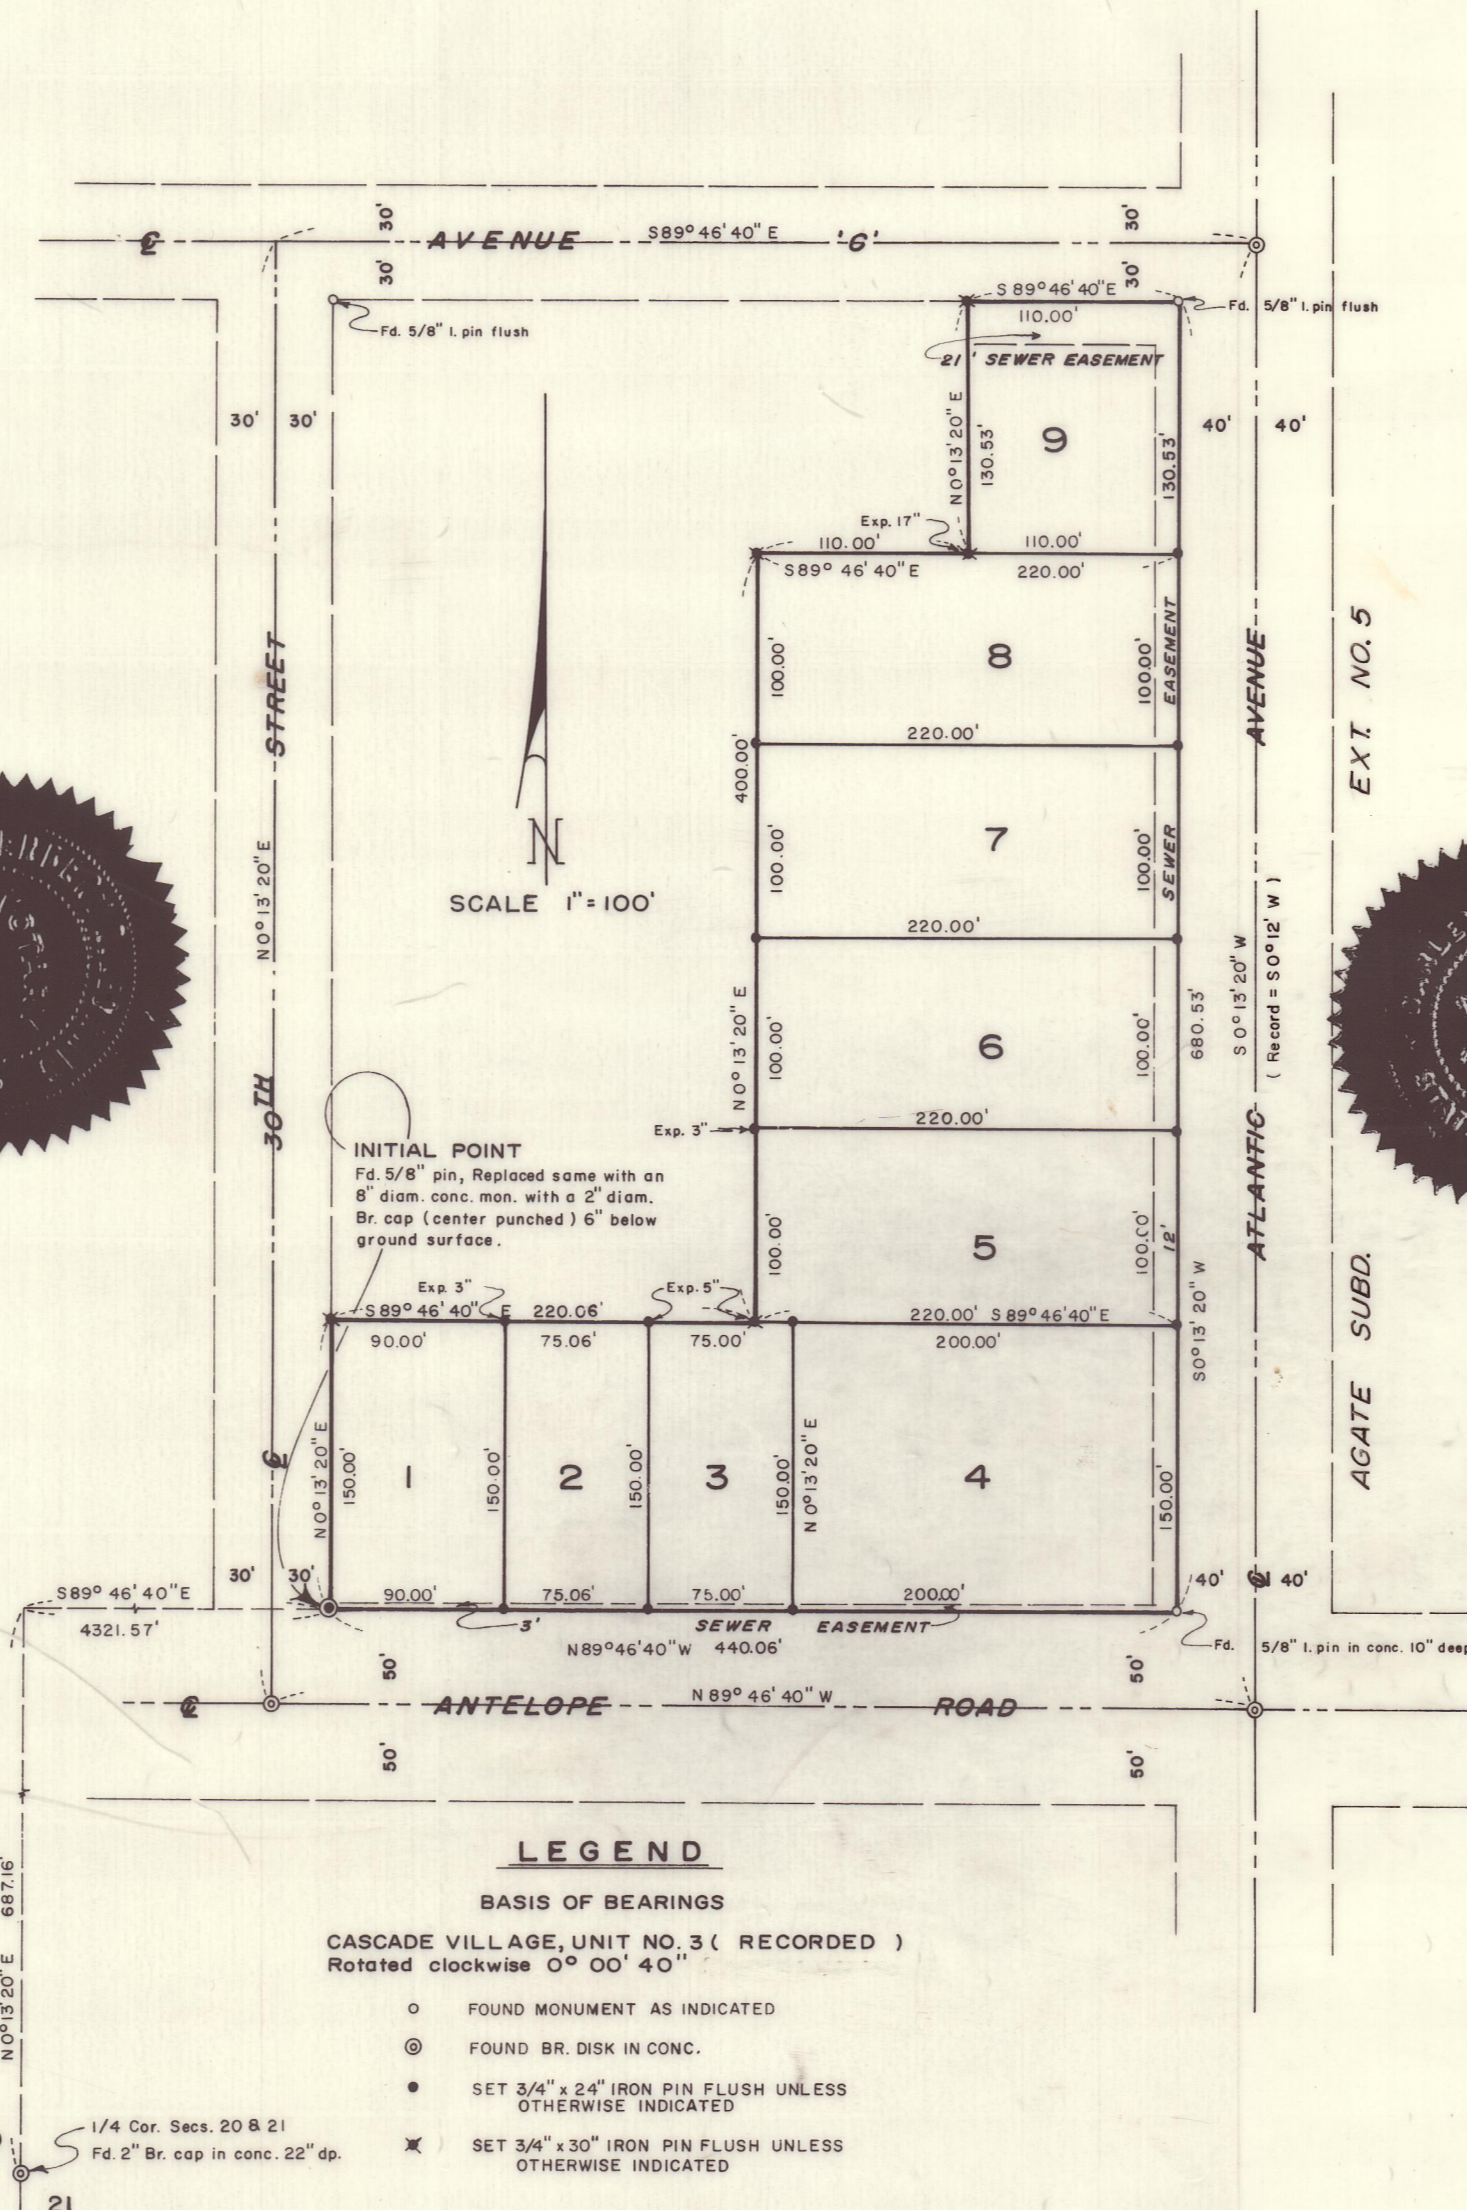 30'
30'
℄ AVENUE S89°46'40" E 'G'
30'
30'
S 89°46'40"E
110.00'
Fd. 5/8" I. pin flush
Fd. 5/8" I. pin flush
21' SEWER EASEMENT
30' 30'
40' 40'
N0°13'20" E
130.53'
9
130.53'
Exp. 17"
110.00' 110.00'
S89° 46' 40" E 220.00'
100.00'
8
100.00'
EASEMENT
STREET
AVENUE
EXT. NO. 5
220.00'
400.00'
N
SCALE 1"=100'
100.00'
7
100.00'
SEWER
N0°13'20" E
220.00'
S 0°13'20" W
( Record = S0°12' W )
680.53'
N0°13'20" E
100.00'
6
100.00'
30TH
220.00'
Exp. 3"
ATLANTIC
INITIAL POINT
Fd. 5/8" pin, Replaced same with an
8" diam. conc. mon. with a 2" diam.
Br. cap (center punched) 6" below
ground surface.
100.00'
5
100.00'
12'
AGATE SUBD.
Exp. 3" Exp. 5"
S89°46'40" E 220.06' 220.00' S89°46'40"E
90.00' 75.06' 75.00' 200.00'
S0°13'20" W
℄
N0°13'20" E
150.00'
1
150.00'
2
150.00'
3
150.00'
N0°13'20" E
4
150.00'
30' 30'
40' ℄ 40'
S89°46'40"E
4321.57'
90.00' 75.06' 75.00' 200.00'
3' SEWER EASEMENT
N89°46'40"W 440.06'
Fd. 5/8" I. pin in conc. 10" deep
50'
50'
℄ ANTELOPE N 89° 46' 40" W ROAD
50'
50'
LEGEND
BASIS OF BEARINGS
CASCADE VILLAGE, UNIT NO. 3 ( RECORDED )
Rotated clockwise 0° 00' 40"
FOUND MONUMENT AS INDICATED
FOUND BR. DISK IN CONC.
SET 3/4" x 24" IRON PIN FLUSH UNLESS
OTHERWISE INDICATED
SET 3/4" x 30" IRON PIN FLUSH UNLESS
OTHERWISE INDICATED
N0°13'20" E 687.16'
1/4 Cor. Secs. 20 & 21
Fd. 2" Br. cap in conc. 22" dp.
21